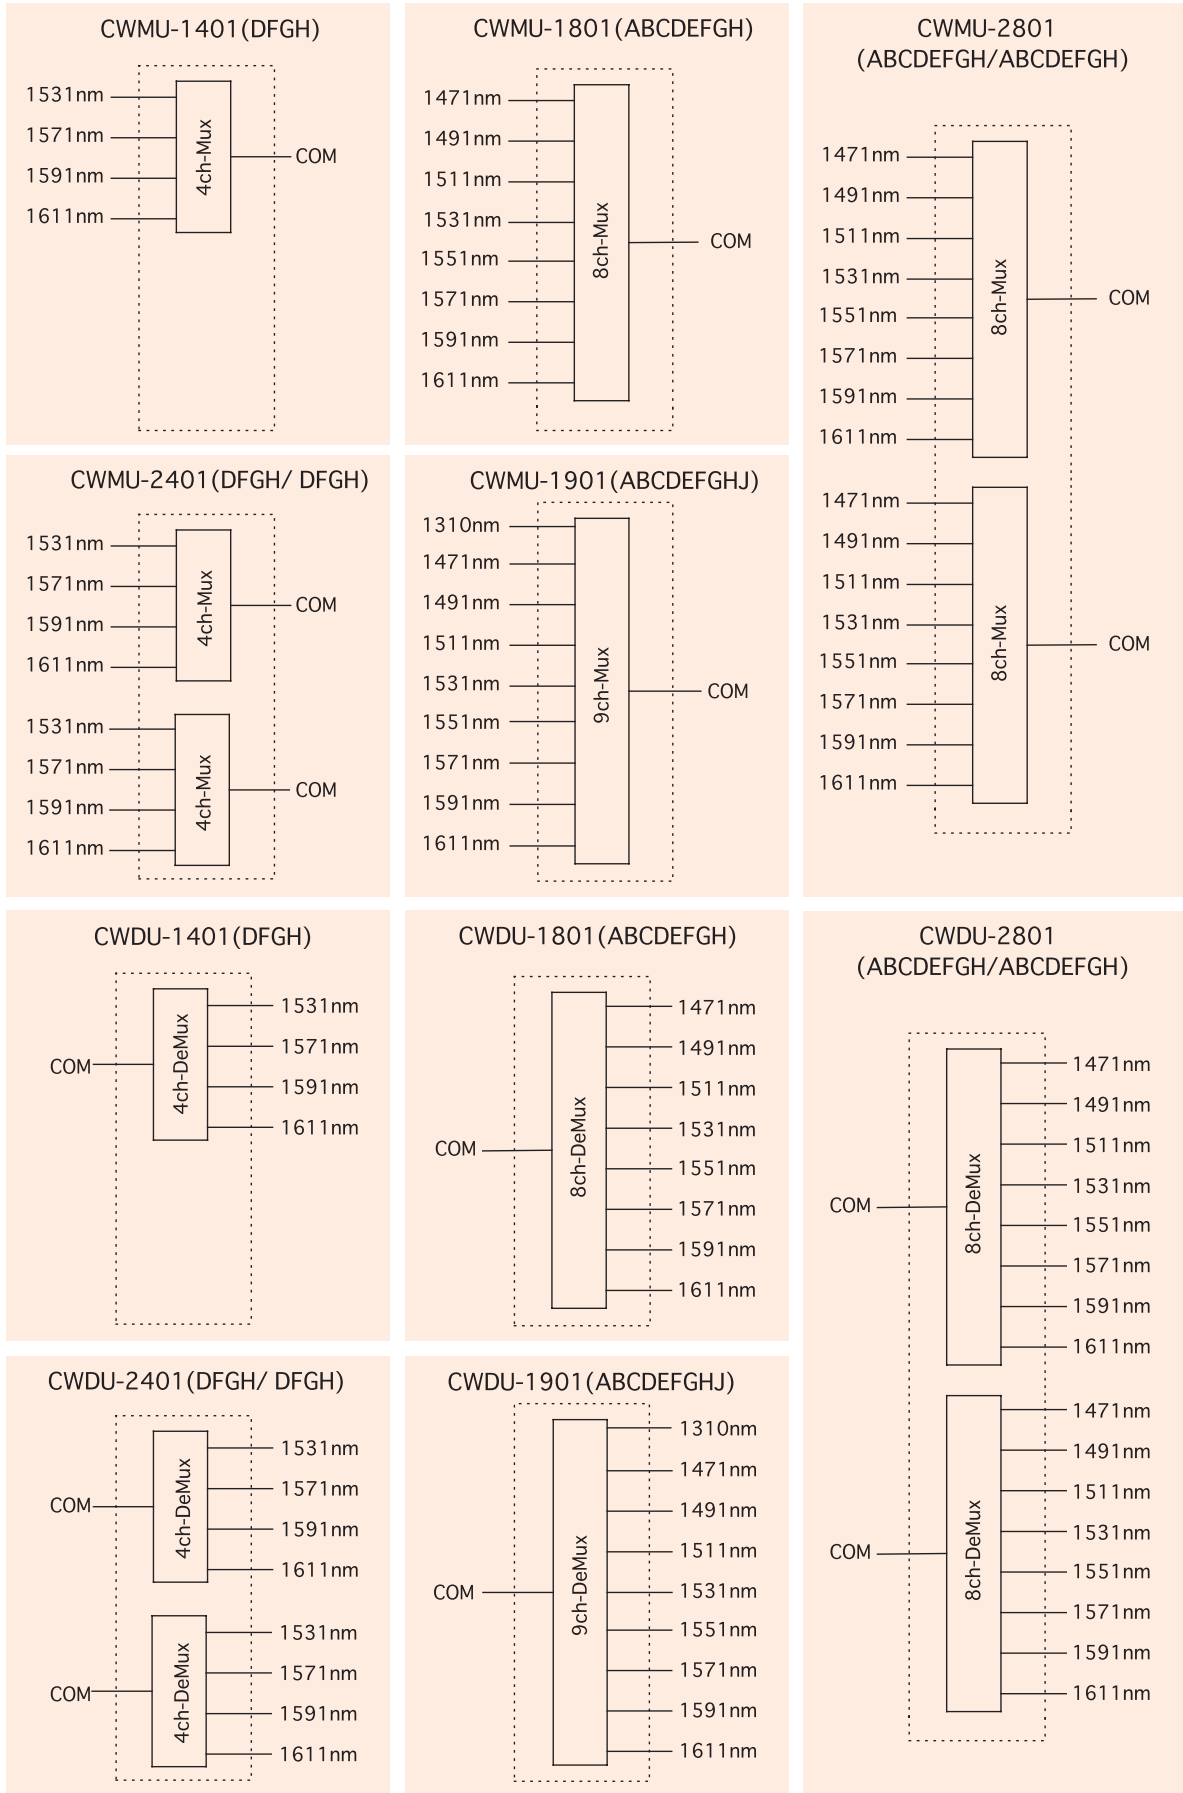 CWMU-1401(DFGH)
1531nm
1571nm
1591nm
1611nm
4ch-Mux
COM
CWMU-1801(ABCDEFGH)
1471nm
1491nm
1511nm
1531nm
1551nm
1571nm
1591nm
1611nm
8ch-Mux
COM
CWMU-2801
(ABCDEFGH/ABCDEFGH)
1471nm
1491nm
1511nm
1531nm
1551nm
1571nm
1591nm
1611nm
8ch-Mux
COM
1471nm
1491nm
1511nm
1531nm
1551nm
1571nm
1591nm
1611nm
8ch-Mux
COM
CWMU-2401(DFGH/ DFGH)
1531nm
1571nm
1591nm
1611nm
4ch-Mux
COM
1531nm
1571nm
1591nm
1611nm
4ch-Mux
COM
CWMU-1901(ABCDEFGHJ)
1310nm
1471nm
1491nm
1511nm
1531nm
1551nm
1571nm
1591nm
1611nm
9ch-Mux
COM
CWDU-1401(DFGH)
COM
4ch-DeMux
1531nm
1571nm
1591nm
1611nm
CWDU-1801(ABCDEFGH)
COM
8ch-DeMux
1471nm
1491nm
1511nm
1531nm
1551nm
1571nm
1591nm
1611nm
CWDU-2801
(ABCDEFGH/ABCDEFGH)
COM
8ch-DeMux
1471nm
1491nm
1511nm
1531nm
1551nm
1571nm
1591nm
1611nm
COM
8ch-DeMux
1471nm
1491nm
1511nm
1531nm
1551nm
1571nm
1591nm
1611nm
CWDU-2401(DFGH/ DFGH)
COM
4ch-DeMux
1531nm
1571nm
1591nm
1611nm
COM
4ch-DeMux
1531nm
1571nm
1591nm
1611nm
CWDU-1901(ABCDEFGHJ)
COM
9ch-DeMux
1310nm
1471nm
1491nm
1511nm
1531nm
1551nm
1571nm
1591nm
1611nm